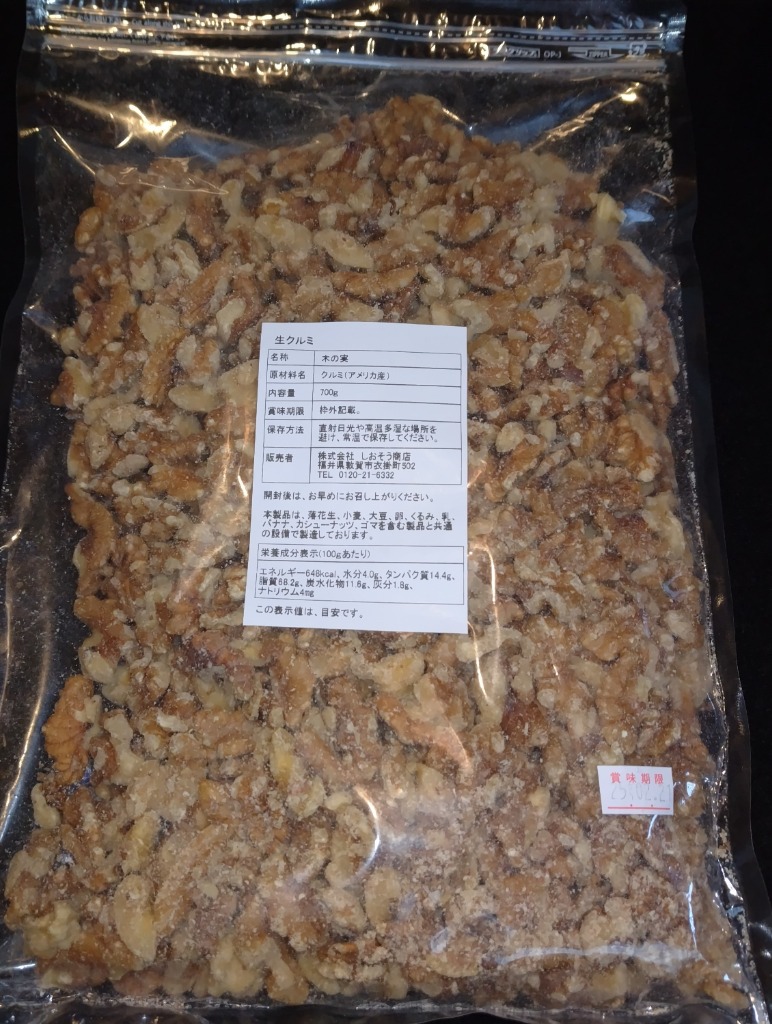 生クルミ
名称 木の実
原材料名 クルミ(アメリカ産)
内容量 700g
賞味期限 枠外記載。
保存方法 直射日光や高温多湿な場所を
避け、常温で保存してください。
販売者 株式会社 しおそう商店
福井県敦賀市衣掛町502
TEL 0120-21-6332
開封後は、お早めにお召し上がりください。
本製品は、落花生、小麦、大豆、卵、くるみ、乳、
バナナ、カシューナッツ、ゴマを含む製品と共通
の設備で製造しております。
栄養成分表示(100gあたり)
エネルギー648kcal、水分4.0g、タンパク質14.4g、
脂質68.2g、炭水化物11.6g、灰分1.8g、
ナトリウム4mg
この表示値は、目安です。
賞味期限